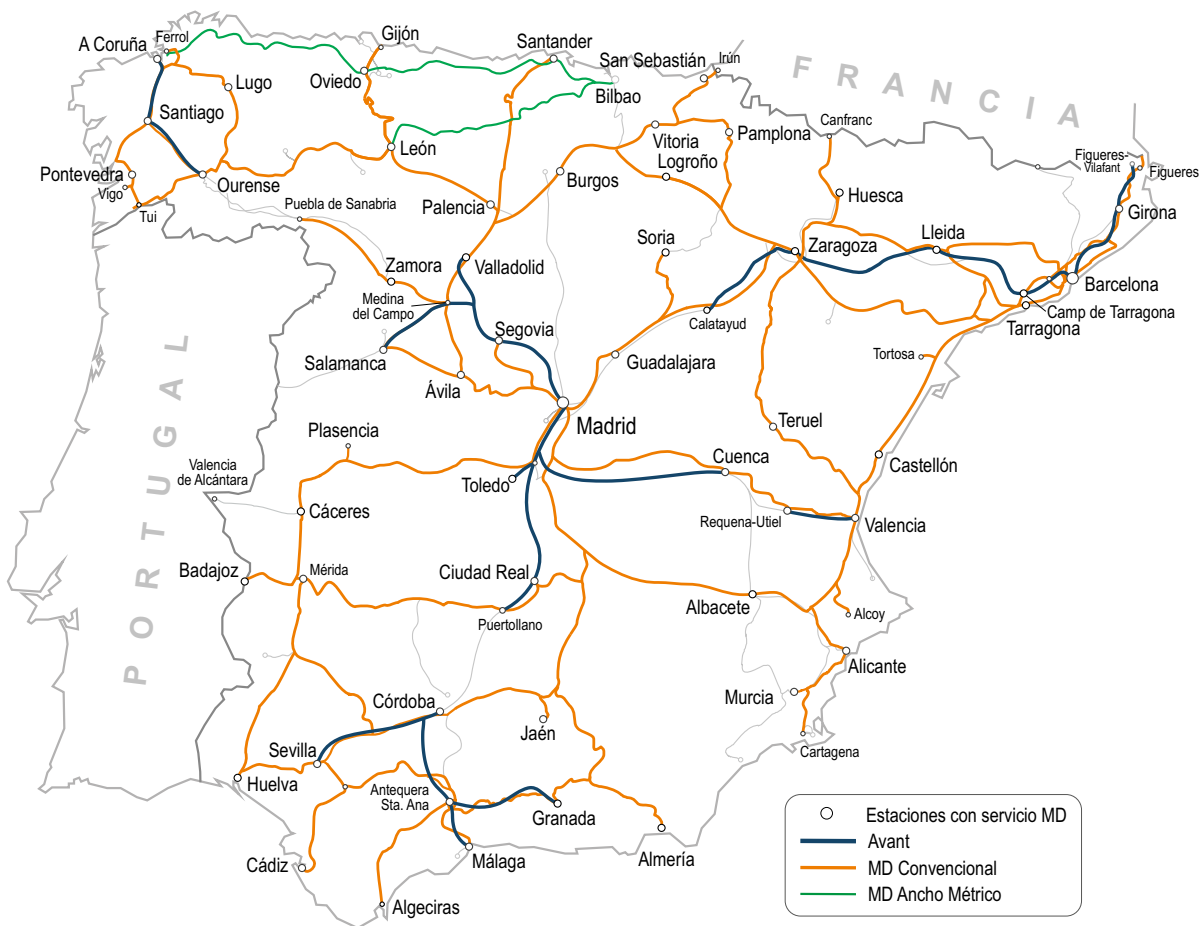 Gijón
A Coruña
Ferrol
Santander
San Sebastián
Irún
FRANCIA
Oviedo
Lugo
Bilbao
Santiago
León
Vitoria
Pamplona
Canfranc
Logroño
Figueres-
Vilafant
Figueres
Pontevedra
Vigo
Ourense
Burgos
Huesca
Tui
Puebla de Sanabria
Palencia
Girona
Soria
Zaragoza
Lleida
Zamora
Valladolid
Barcelona
Medina
del Campo
Segovia
Calatayud
Camp de Tarragona
Tarragona
Salamanca
Guadalajara
Tortosa
Ávila
PORTUGAL
Madrid
Teruel
Plasencia
Cuenca
Castellón
Valencia
de Alcántara
Toledo
Cáceres
Requena-Utiel
Valencia
Badajoz
Mérida
Ciudad Real
Albacete
Puertollano
Alcoy
Alicante
Murcia
Córdoba
Jaén
Cartagena
Sevilla
Huelva
Antequera
Sta. Ana
Granada
Cádiz
Málaga
Almería
Algeciras
Estaciones con servicio MD
Avant
MD Convencional
MD Ancho Métrico